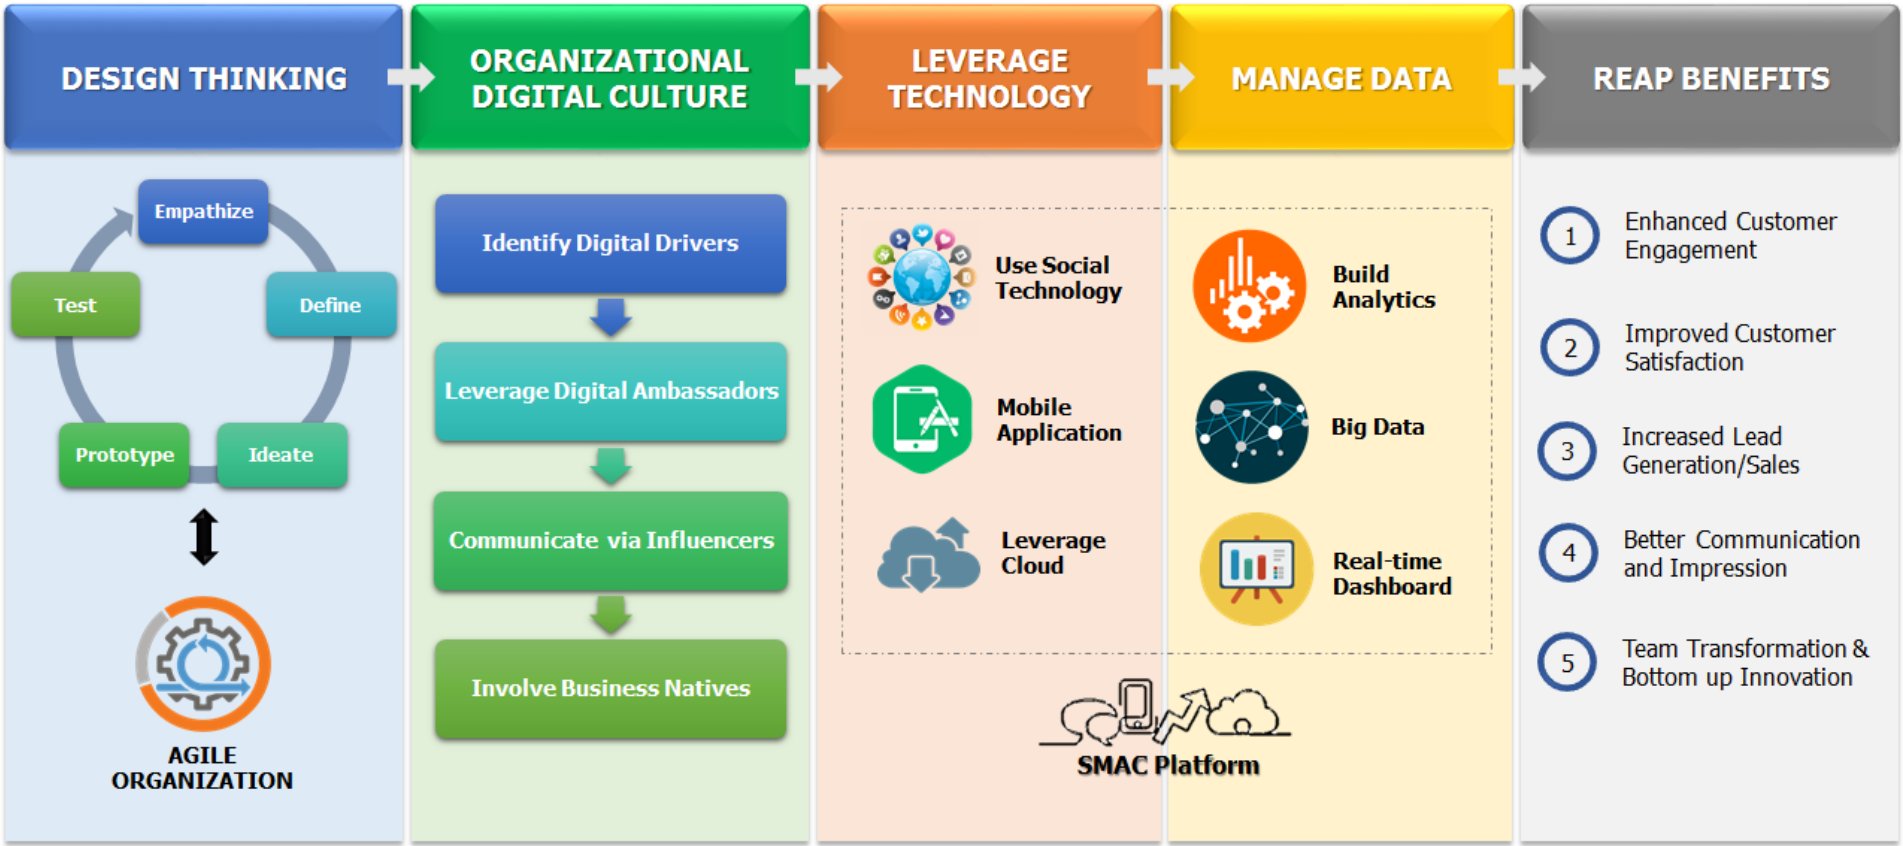 DESIGN THINKING
ORGANIZATIONAL
DIGITAL CULTURE
LEVERAGE
TECHNOLOGY
MANAGE DATA
REAP BENEFITS
Empathize
Define
Ideate
Prototype
Test
AGILE
ORGANIZATION
Identify Digital Drivers
Leverage Digital Ambassadors
Communicate via Influencers
Involve Business Natives
Use Social
Technology
Mobile
Application
Leverage
Cloud
Build
Analytics
Big Data
Real-time
Dashboard
SMAC Platform
1
Enhanced Customer
Engagement
2
Improved Customer
Satisfaction
3
Increased Lead
Generation/Sales
4
Better Communication
and Impression
5
Team Transformation &
Bottom up Innovation